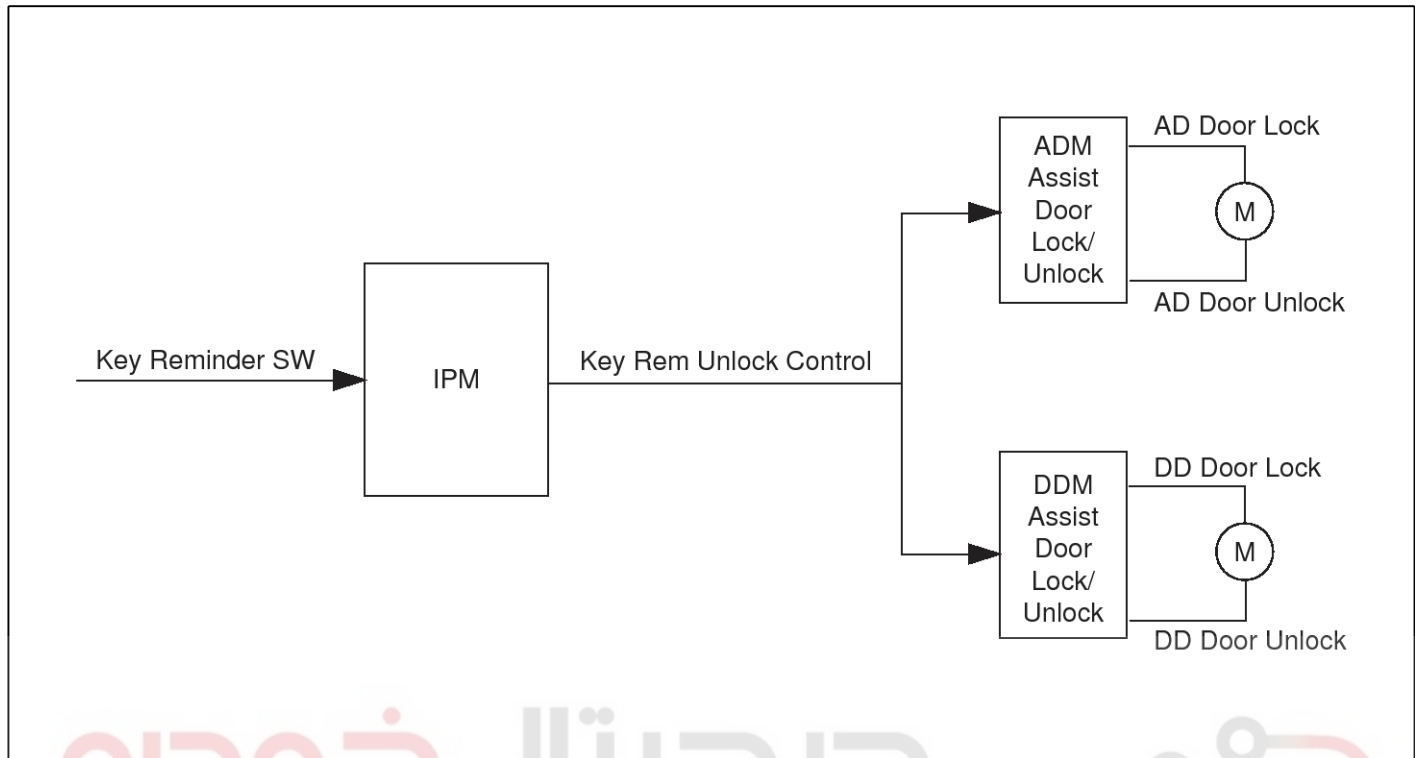 AD Door Lock
ADM
Assist
Door
Lock/
Unlock
M
AD Door Unlock
Key Reminder SW
IPM
Key Rem Unlock Control
DD Door Lock
DDM
Assist
Door
Lock/
Unlock
M
DD Door Unlock